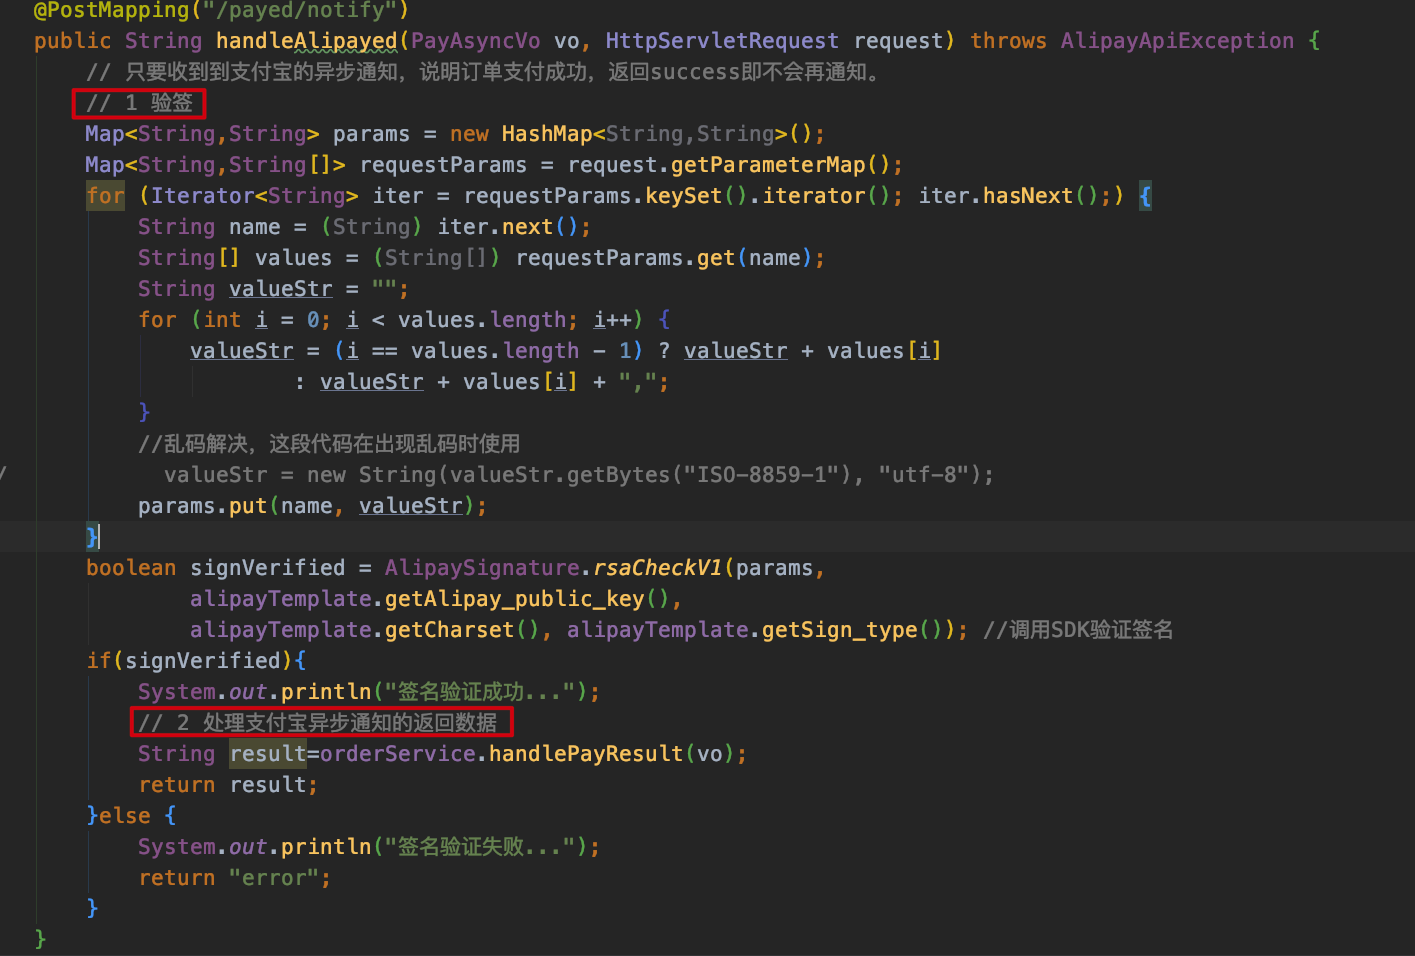 @PostMapping("/payed/notify")
public String handleAlipayed(PayAsyncVo vo, HttpServletRequest request) throws AlipayApiException {
// 只要收到到支付宝的异步通知，说明订单支付成功，返回success即不会再通知。
// 1 验签
Map<String,String> params = new HashMap<String,String>();
Map<String,String[]> requestParams = request.getParameterMap();
for (Iterator<String> iter = requestParams.keySet().iterator(); iter.hasNext();) {
String name = (String) iter.next();
String[] values = (String[]) requestParams.get(name);
String valueStr = "";
for (int i = 0; i < values.length; i++) {
valueStr = (i == values.length - 1) ? valueStr + values[i]
: valueStr + values[i] + ",";
}
//乱码解决，这段代码在出现乱码时使用
/ valueStr = new String(valueStr.getBytes("ISO-8859-1"), "utf-8");
params.put(name, valueStr);
}
boolean signVerified = AlipaySignature.rsaCheckV1(params,
alipayTemplate.getAlipay_public_key(),
alipayTemplate.getCharset(), alipayTemplate.getSign_type()); //调用SDK验证签名
if(signVerified){
System.out.println("签名验证成功...");
// 2 处理支付宝异步通知的返回数据
String result=orderService.handlePayResult(vo);
return result;
}else {
System.out.println("签名验证失败...");
return "error";
}
}